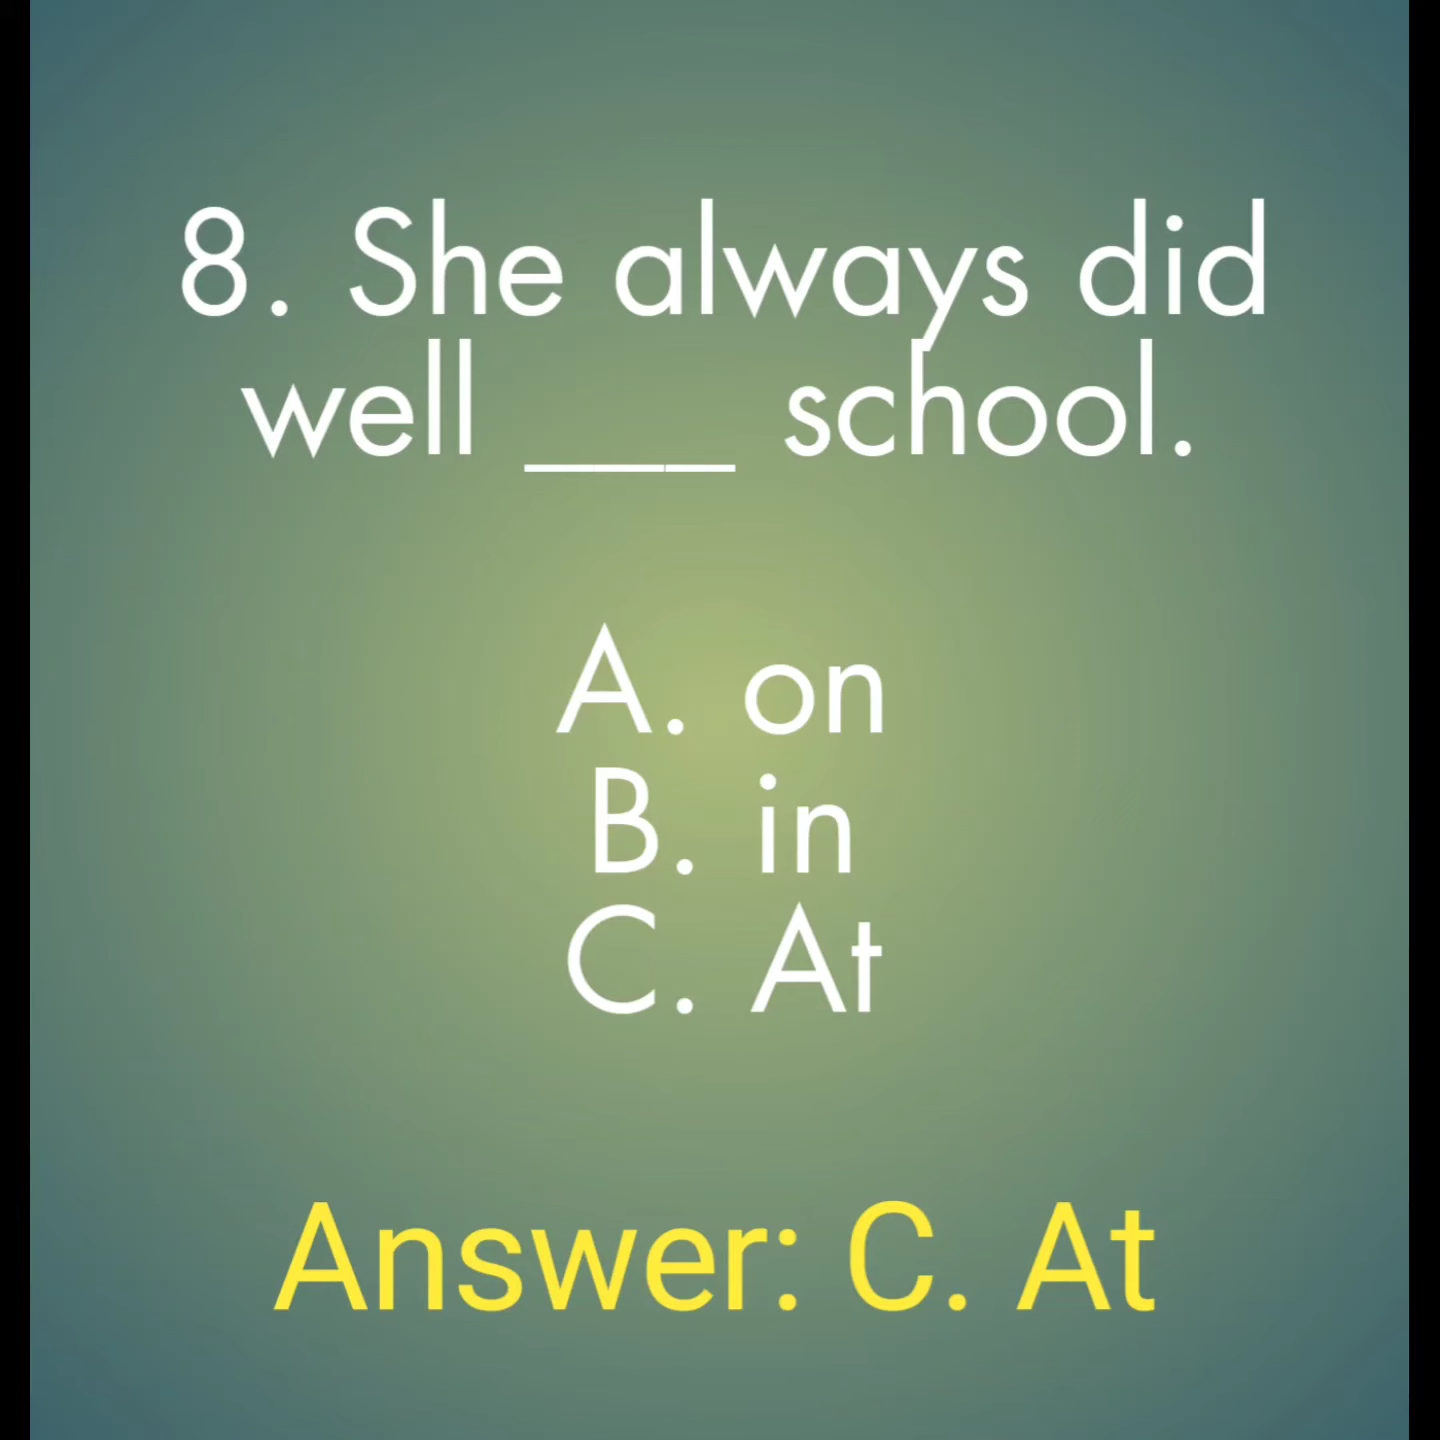 8. She always did
well ___ school.
A. on
B. in
C. At
Answer: C. At